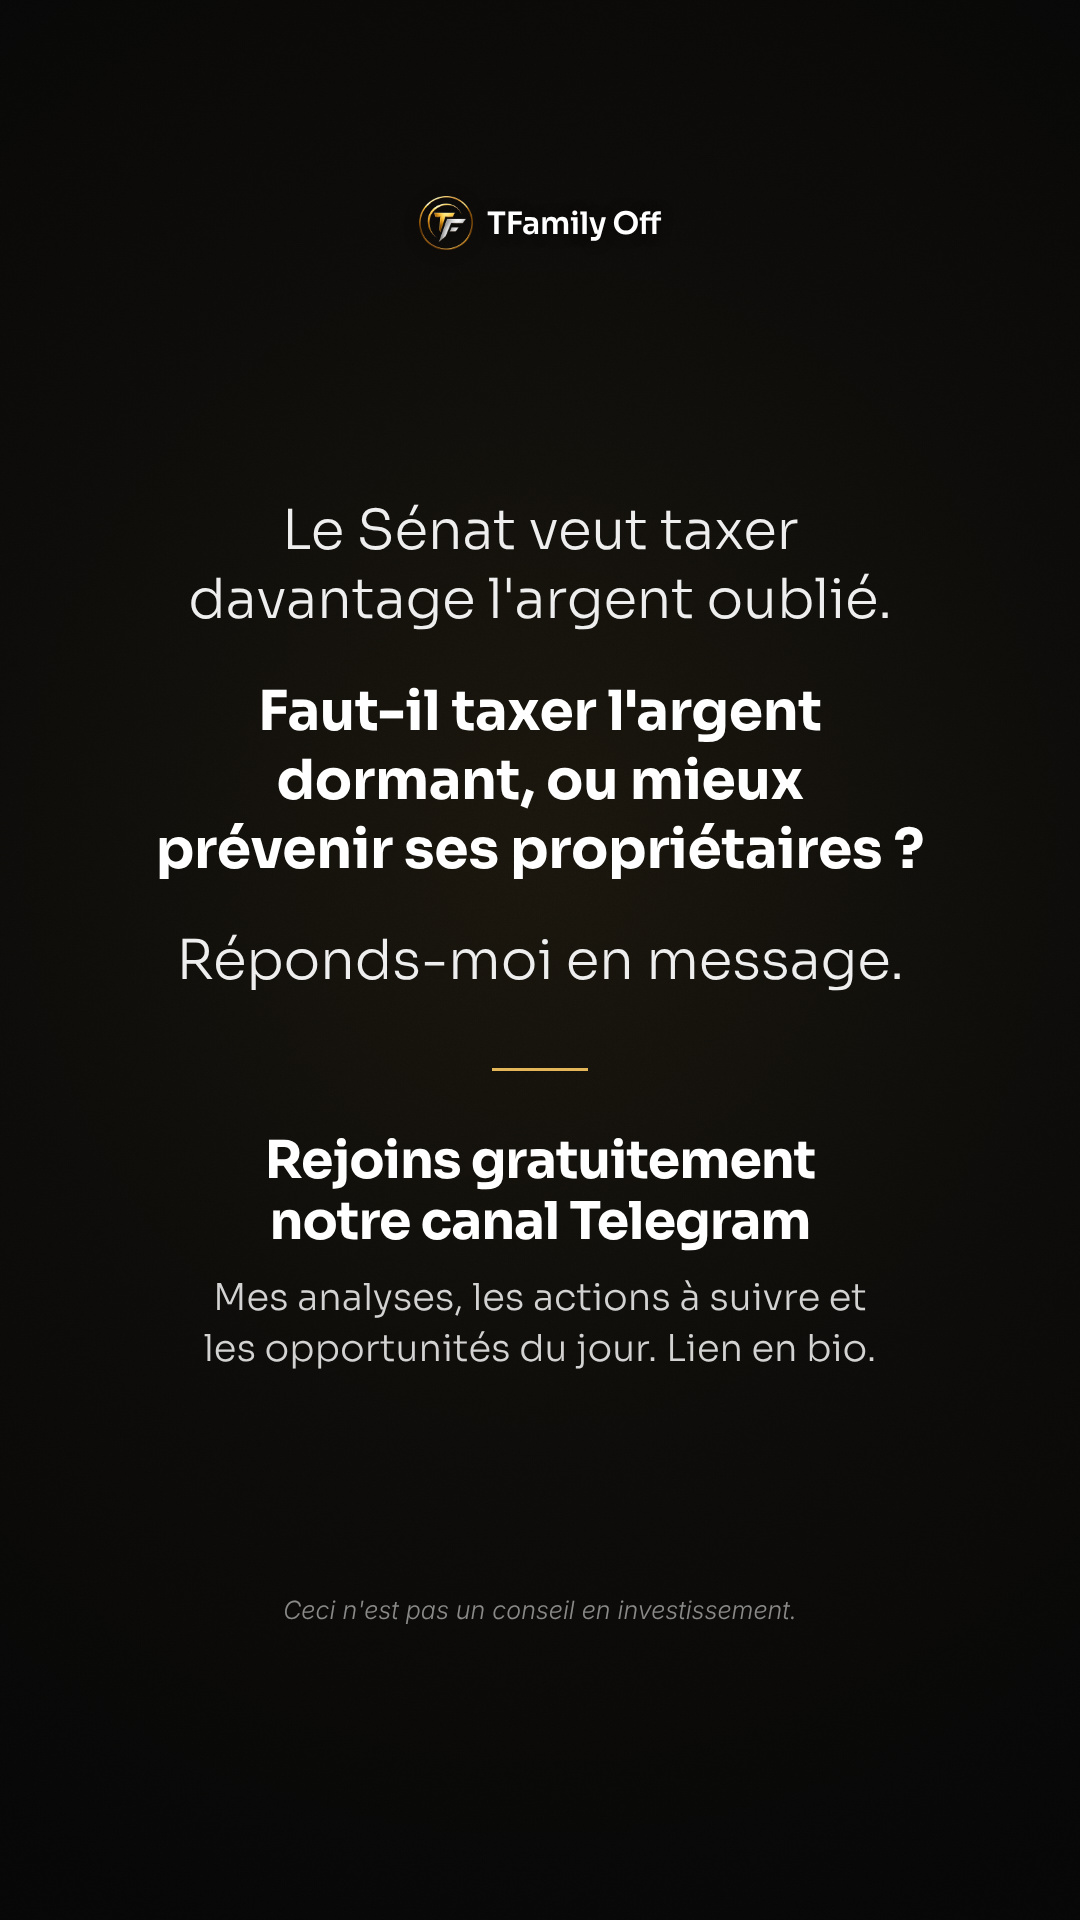 TF TFamily Off
Le Sénat veut taxer
davantage l'argent oublié.
Faut-il taxer l'argent
dormant, ou mieux
prévenir ses propriétaires ?
Réponds-moi en message.
Rejoins gratuitement
notre canal Telegram
Mes analyses, les actions à suivre et
les opportunités du jour. Lien en bio.
Ceci n'est pas un conseil en investissement.